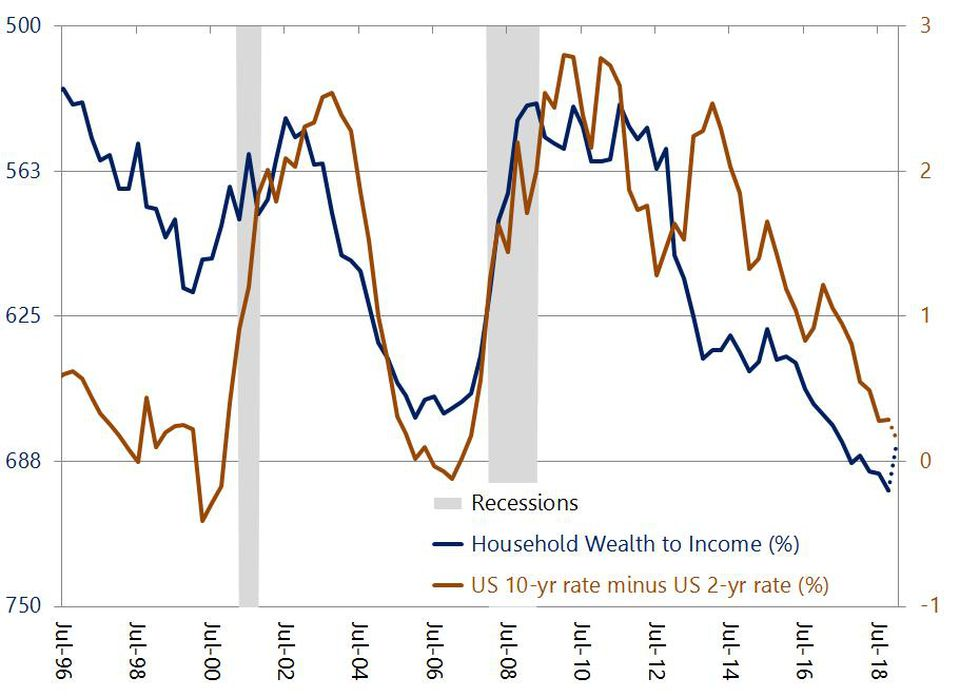 500
563
625
688
750
3
2
1
0
-1
Recessions
Household Wealth to Income (%)
US 10-yr rate minus US 2-yr rate (%)
Jul-96
Jul-98
Jul-00
Jul-02
Jul-04
Jul-06
Jul-08
Jul-10
Jul-12
Jul-14
Jul-16
Jul-18